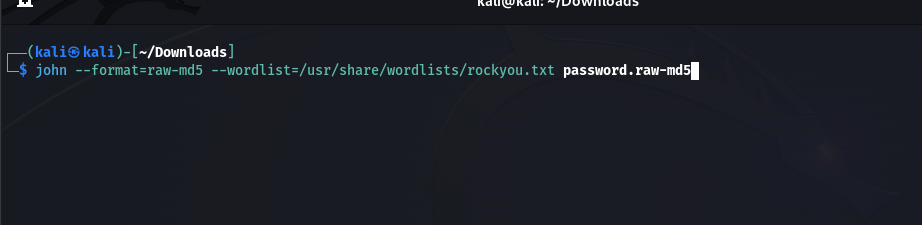 kali@kali: ~/Downloads
┌──(kali㉿kali)-[~/Downloads]
└─$ john --format=raw-md5 --wordlist=/usr/share/wordlists/rockyou.txt password.raw-md5